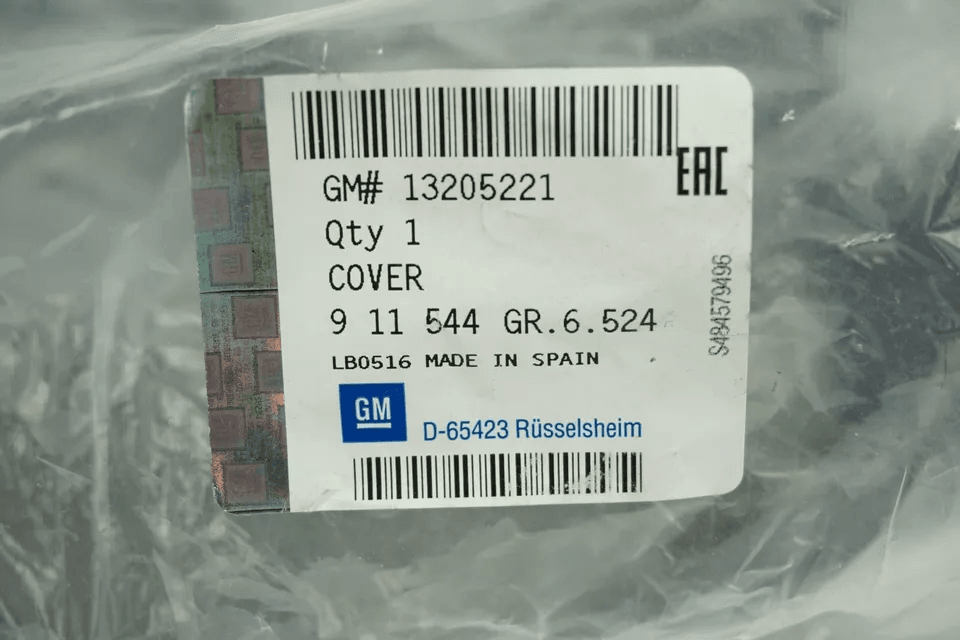 GM# 13205221
EAC
Qty 1
COVER
9 11 544 GR.6.524
LB0516 MADE IN SPAIN
GM
D-65423 Rüsselsheim
S484579496